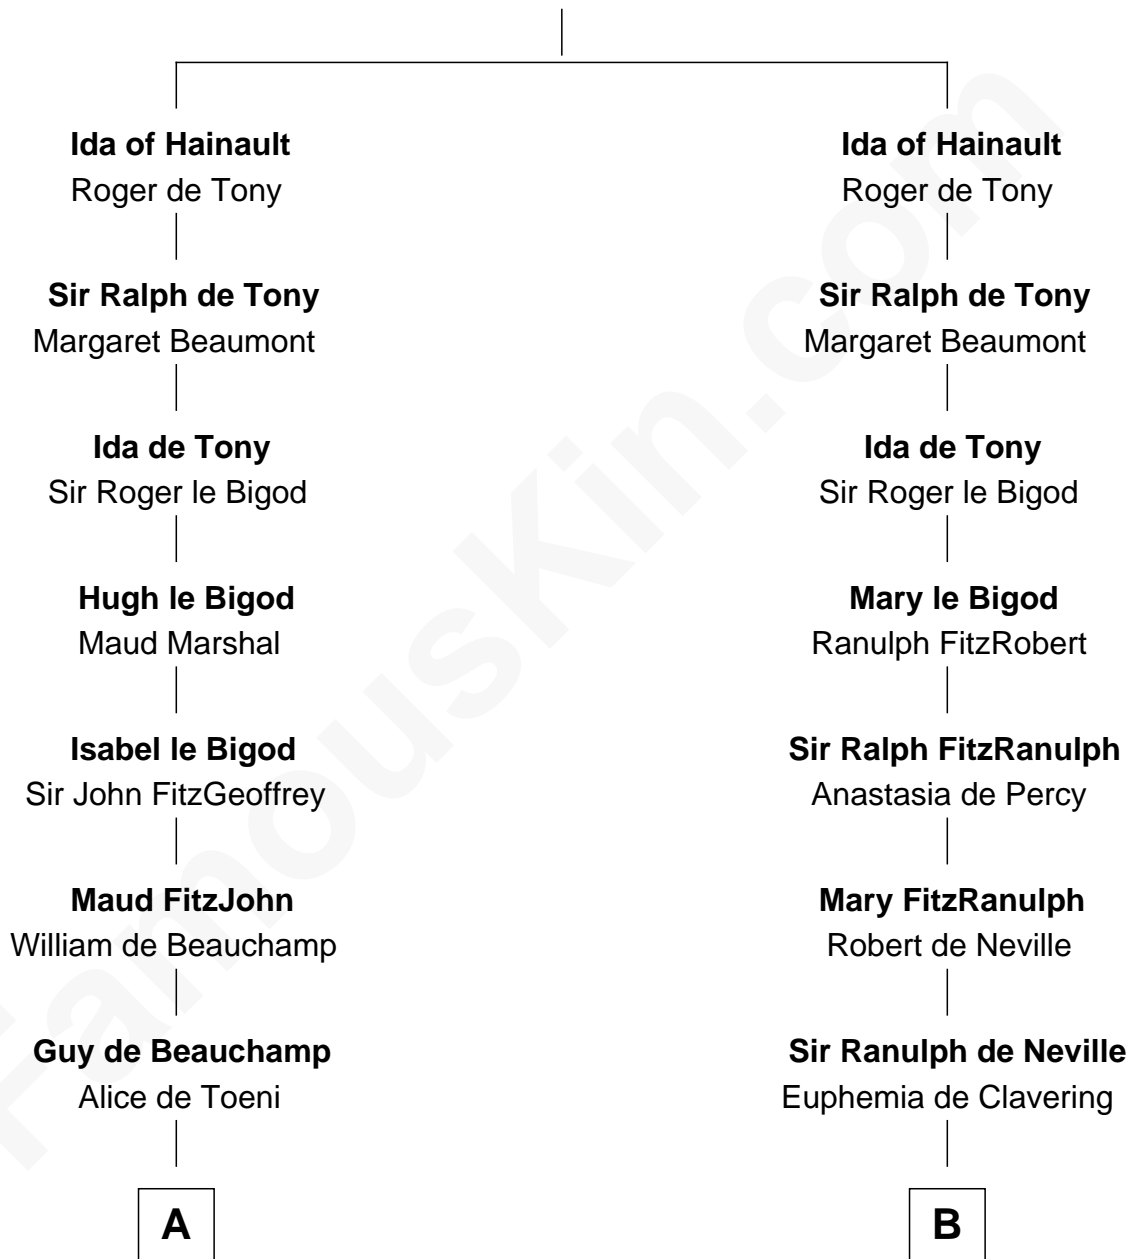 Ida of Hainault
Roger de Tony
Sir Ralph de Tony
Margaret Beaumont
Ida de Tony
Sir Roger le Bigod
Hugh le Bigod
Maud Marshal
Isabel le Bigod
Sir John FitzGeoffrey
Maud FitzJohn
William de Beauchamp
Guy de Beauchamp
Alice de Toeni
A
Ida of Hainault
Roger de Tony
Sir Ralph de Tony
Margaret Beaumont
Ida de Tony
Sir Roger le Bigod
Mary le Bigod
Ranulph FitzRobert
Sir Ralph FitzRanulph
Anastasia de Percy
Mary FitzRanulph
Robert de Neville
Sir Ranulph de Neville
Euphemia de Clavering
B
FamousKin.com